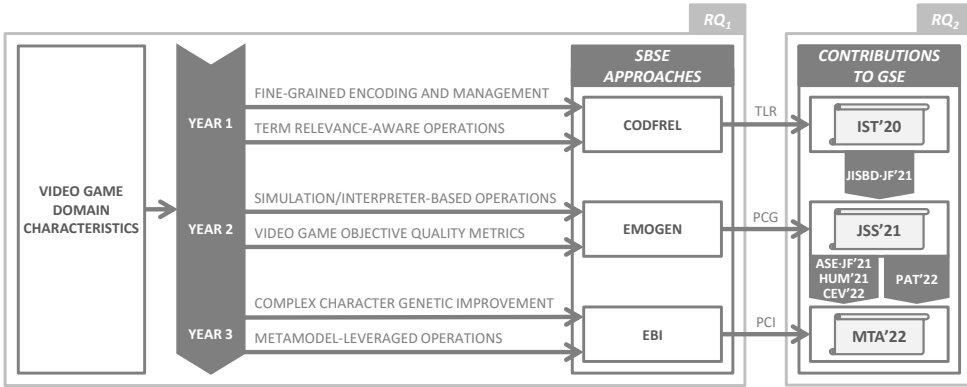 RQ1
RQ2
SBSE
APPROACHES
CONTRIBUTIONS
TO GSE
VIDEO GAME
DOMAIN
CHARACTERISTICS
YEAR 1
FINE-GRAINED ENCODING AND MANAGEMENT
TERM RELEVANCE-AWARE OPERATIONS
CODFREL
TLR
IST'20
JISBD·JF'21
YEAR 2
SIMULATION/INTERPRETER-BASED OPERATIONS
VIDEO GAME OBJECTIVE QUALITY METRICS
EMOGEN
PCG
JSS'21
ASE·JF'21
HUM'21
CEV'22
PAT'22
YEAR 3
COMPLEX CHARACTER GENETIC IMPROVEMENT
METAMODEL-LEVERAGED OPERATIONS
EBI
PCI
MTA'22